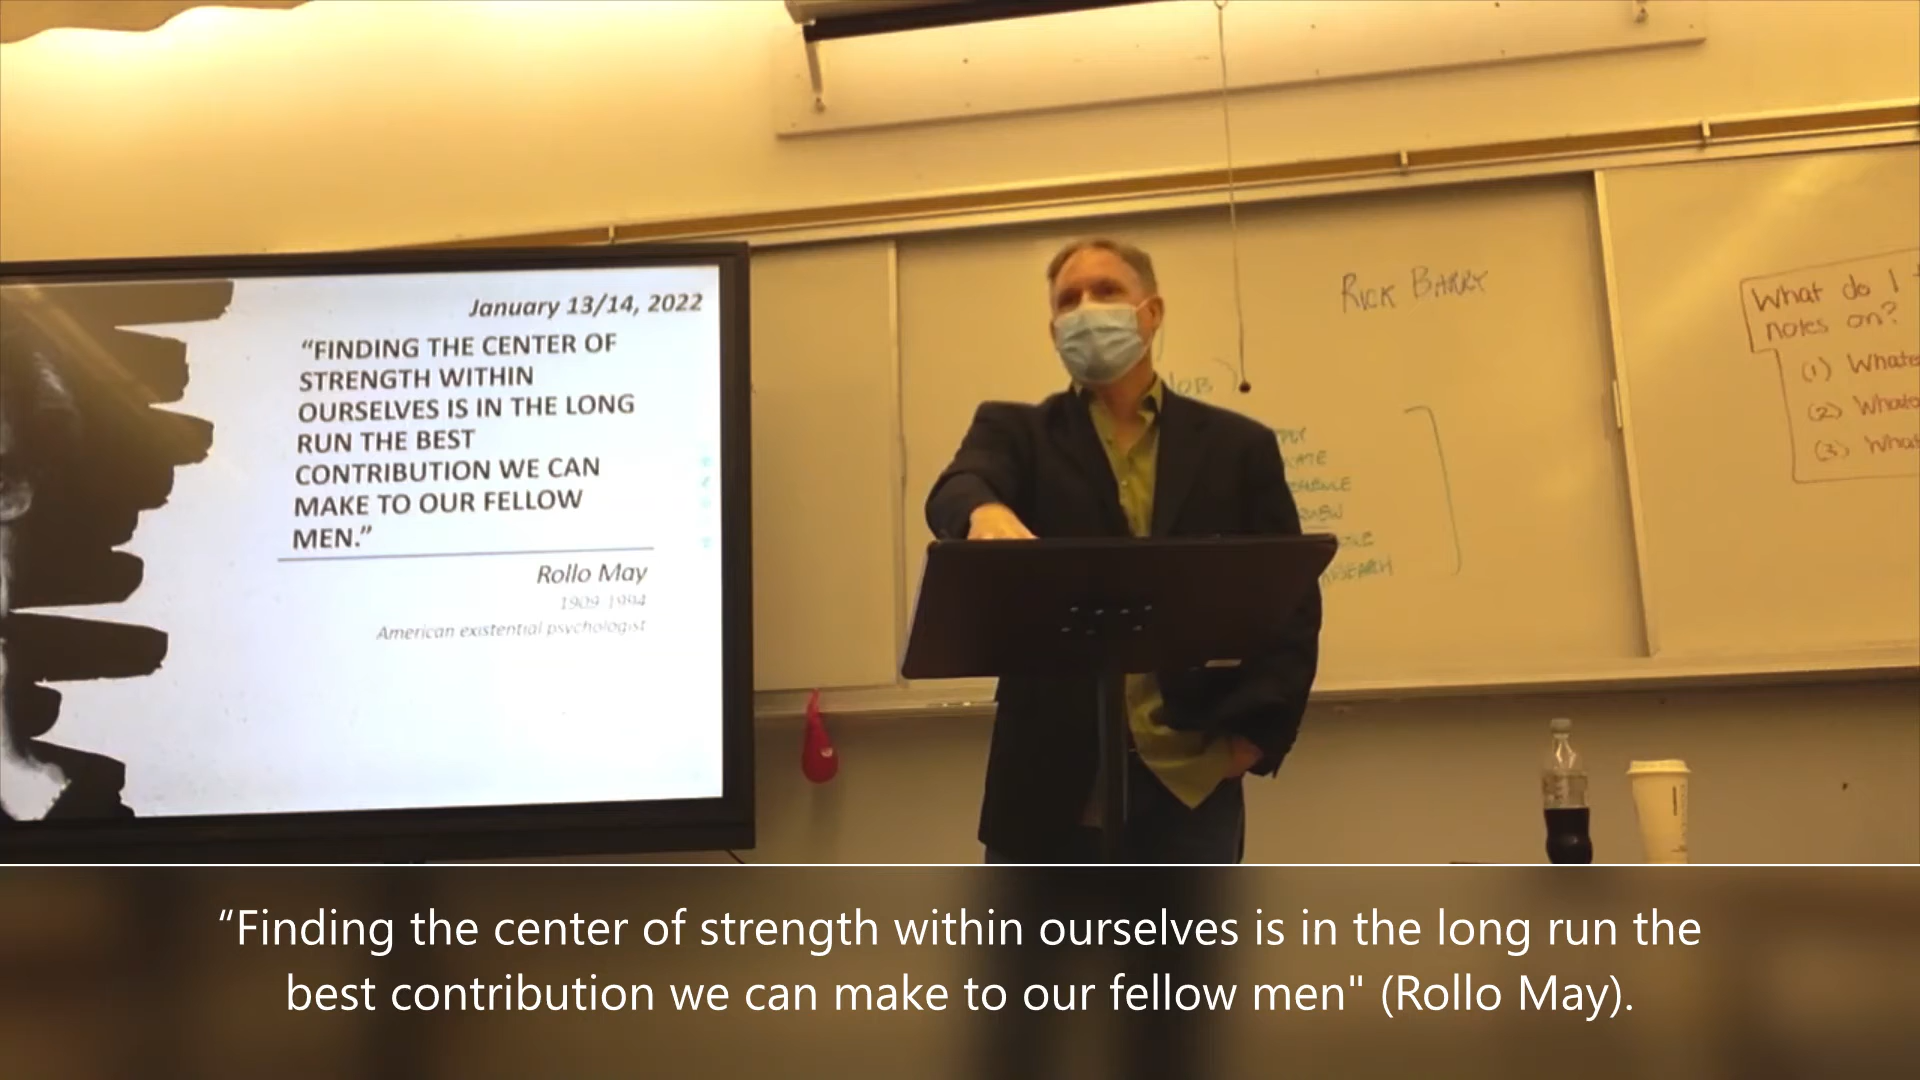 January 13/14, 2022
“FINDING THE CENTER OF
STRENGTH WITHIN
OURSELVES IS IN THE LONG
RUN THE BEST
CONTRIBUTION WE CAN
MAKE TO OUR FELLOW
MEN.”
Rollo May
1909 1994
American existential psychologist
RICK BARRY
What do I
notes on?
(1)
(2)
(3)
“Finding the center of strength within ourselves is in the long run the
best contribution we can make to our fellow men" (Rollo May).